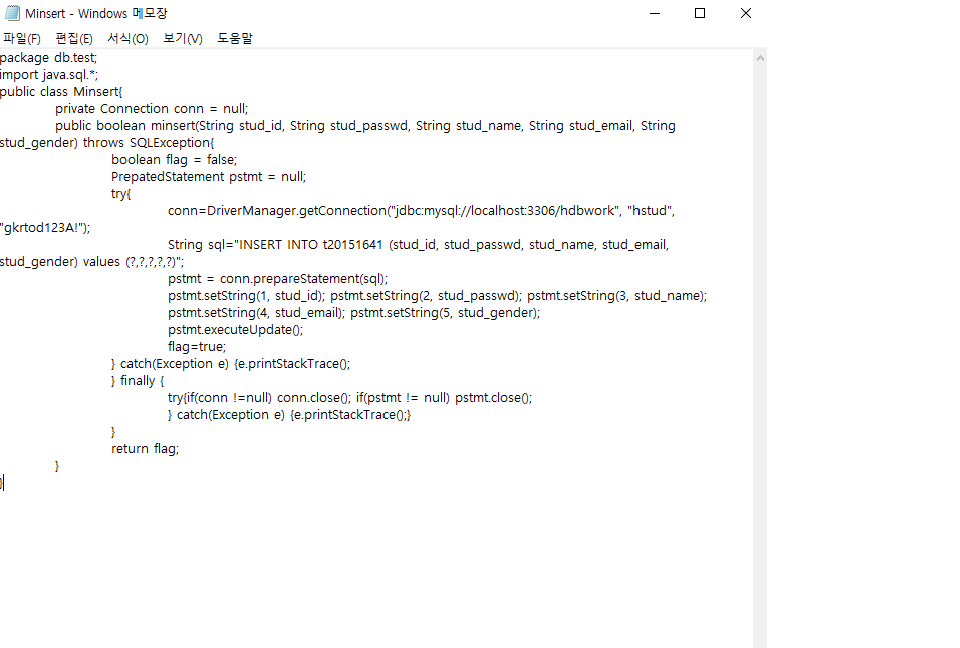 Minsert - Windows 메모장
파일(F) 편집(E) 서식(O) 보기(V) 도움말
package db.test;
import java.sql.*;
public class Minsert{
private Connection conn = null;
public boolean minsert(String stud_id, String stud_passwd, String stud_name, String stud_email, String
stud_gender) throws SQLException{
boolean flag = false;
PrepatedStatement pstmt = null;
try{
conn=DriverManager.getConnection("jdbc:mysql://localhost:3306/hdbwork", "hstud",
"gkrtod123A!");
String sql="INSERT INTO t20151641 (stud_id, stud_passwd, stud_name, stud_email,
stud_gender) values (?,?,?,?,?)";
pstmt = conn.prepareStatement(sql);
pstmt.setString(1, stud_id); pstmt.setString(2, stud_passwd); pstmt.setString(3, stud_name);
pstmt.setString(4, stud_email); pstmt.setString(5, stud_gender);
pstmt.executeUpdate();
flag=true;
} catch(Exception e) {e.printStackTrace();
} finally {
try{if(conn !=null) conn.close(); if(pstmt != null) pstmt.close();
} catch(Exception e) {e.printStackTrace();}
}
return flag;
}
}